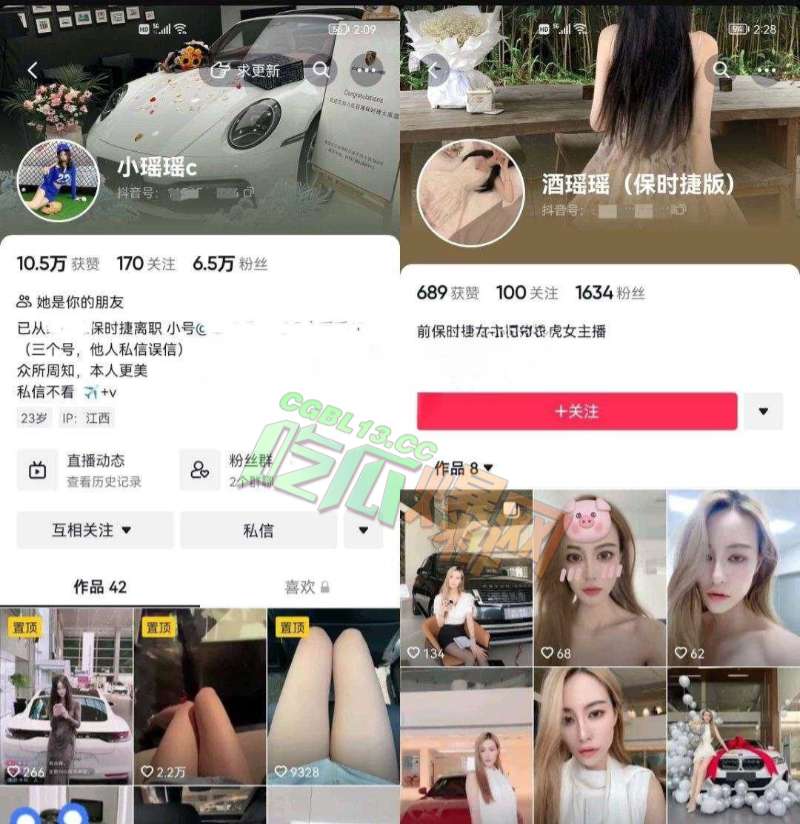 HD 5G 2:09
求更新
Congratulations
小瑶瑶c
抖音号:
10.5万 获赞 170 关注 6.5万 粉丝
她是你的朋友
已从 保时捷离职 小号
(三个号，他人私信误信)
众所周知，本人更美
私信不看 ✈️+v
23岁 IP: 江西
直播动态
查看历史记录
粉丝群
2个群聊
互相关注
私信
作品 42
喜欢
置顶
置顶
置顶
266
2.2万
9328
HD 5G 2:28
酒瑶瑶（保时捷版）
抖音号:
689 获赞 100 关注 1634 粉丝
前保时捷 虎女主播
+关注
作品 8
134
68
62
CGBL13.CC
吃瓜爆料网